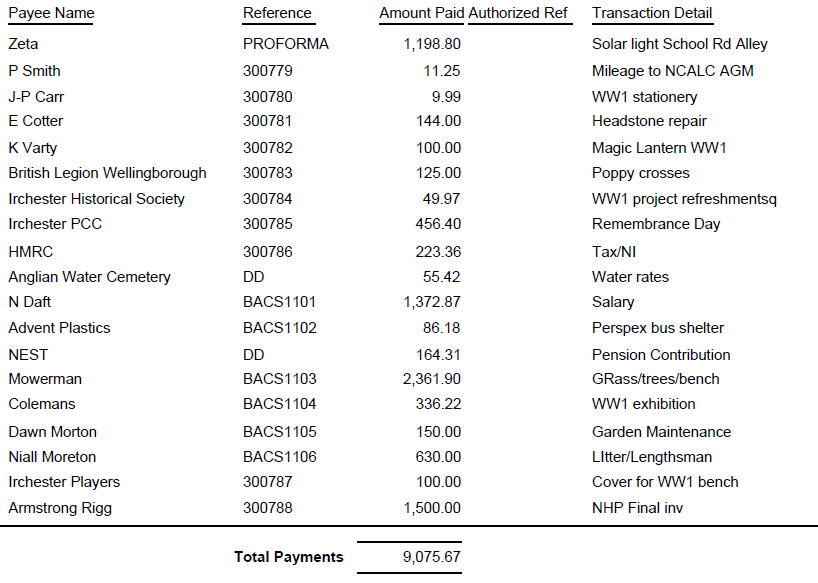 Payee Name Reference Amount Paid Authorized Ref Transaction Detail
Zeta PROFORMA 1,198.80 Solar light School Rd Alley
P Smith 300779 11.25 Mileage to NCALC AGM
J-P Carr 300780 9.99 WW1 stationery
E Cotter 300781 144.00 Headstone repair
K Varty 300782 100.00 Magic Lantern WW1
British Legion Wellingborough 300783 125.00 Poppy crosses
Irchester Historical Society 300784 49.97 WW1 project refreshmentsq
Irchester PCC 300785 456.40 Remembrance Day
HMRC 300786 223.36 Tax/NI
Anglian Water Cemetery DD 55.42 Water rates
N Daft BACS1101 1,372.87 Salary
Advent Plastics BACS1102 86.18 Perspex bus shelter
NEST DD 164.31 Pension Contribution
Mowerman BACS1103 2,361.90 GRass/trees/bench
Colemans BACS1104 336.22 WW1 exhibition
Dawn Morton BACS1105 150.00 Garden Maintenance
Niall Moreton BACS1106 630.00 LItter/Lengthsman
Irchester Players 300787 100.00 Cover for WW1 bench
Armstrong Rigg 300788 1,500.00 NHP Final inv
Total Payments 9,075.67